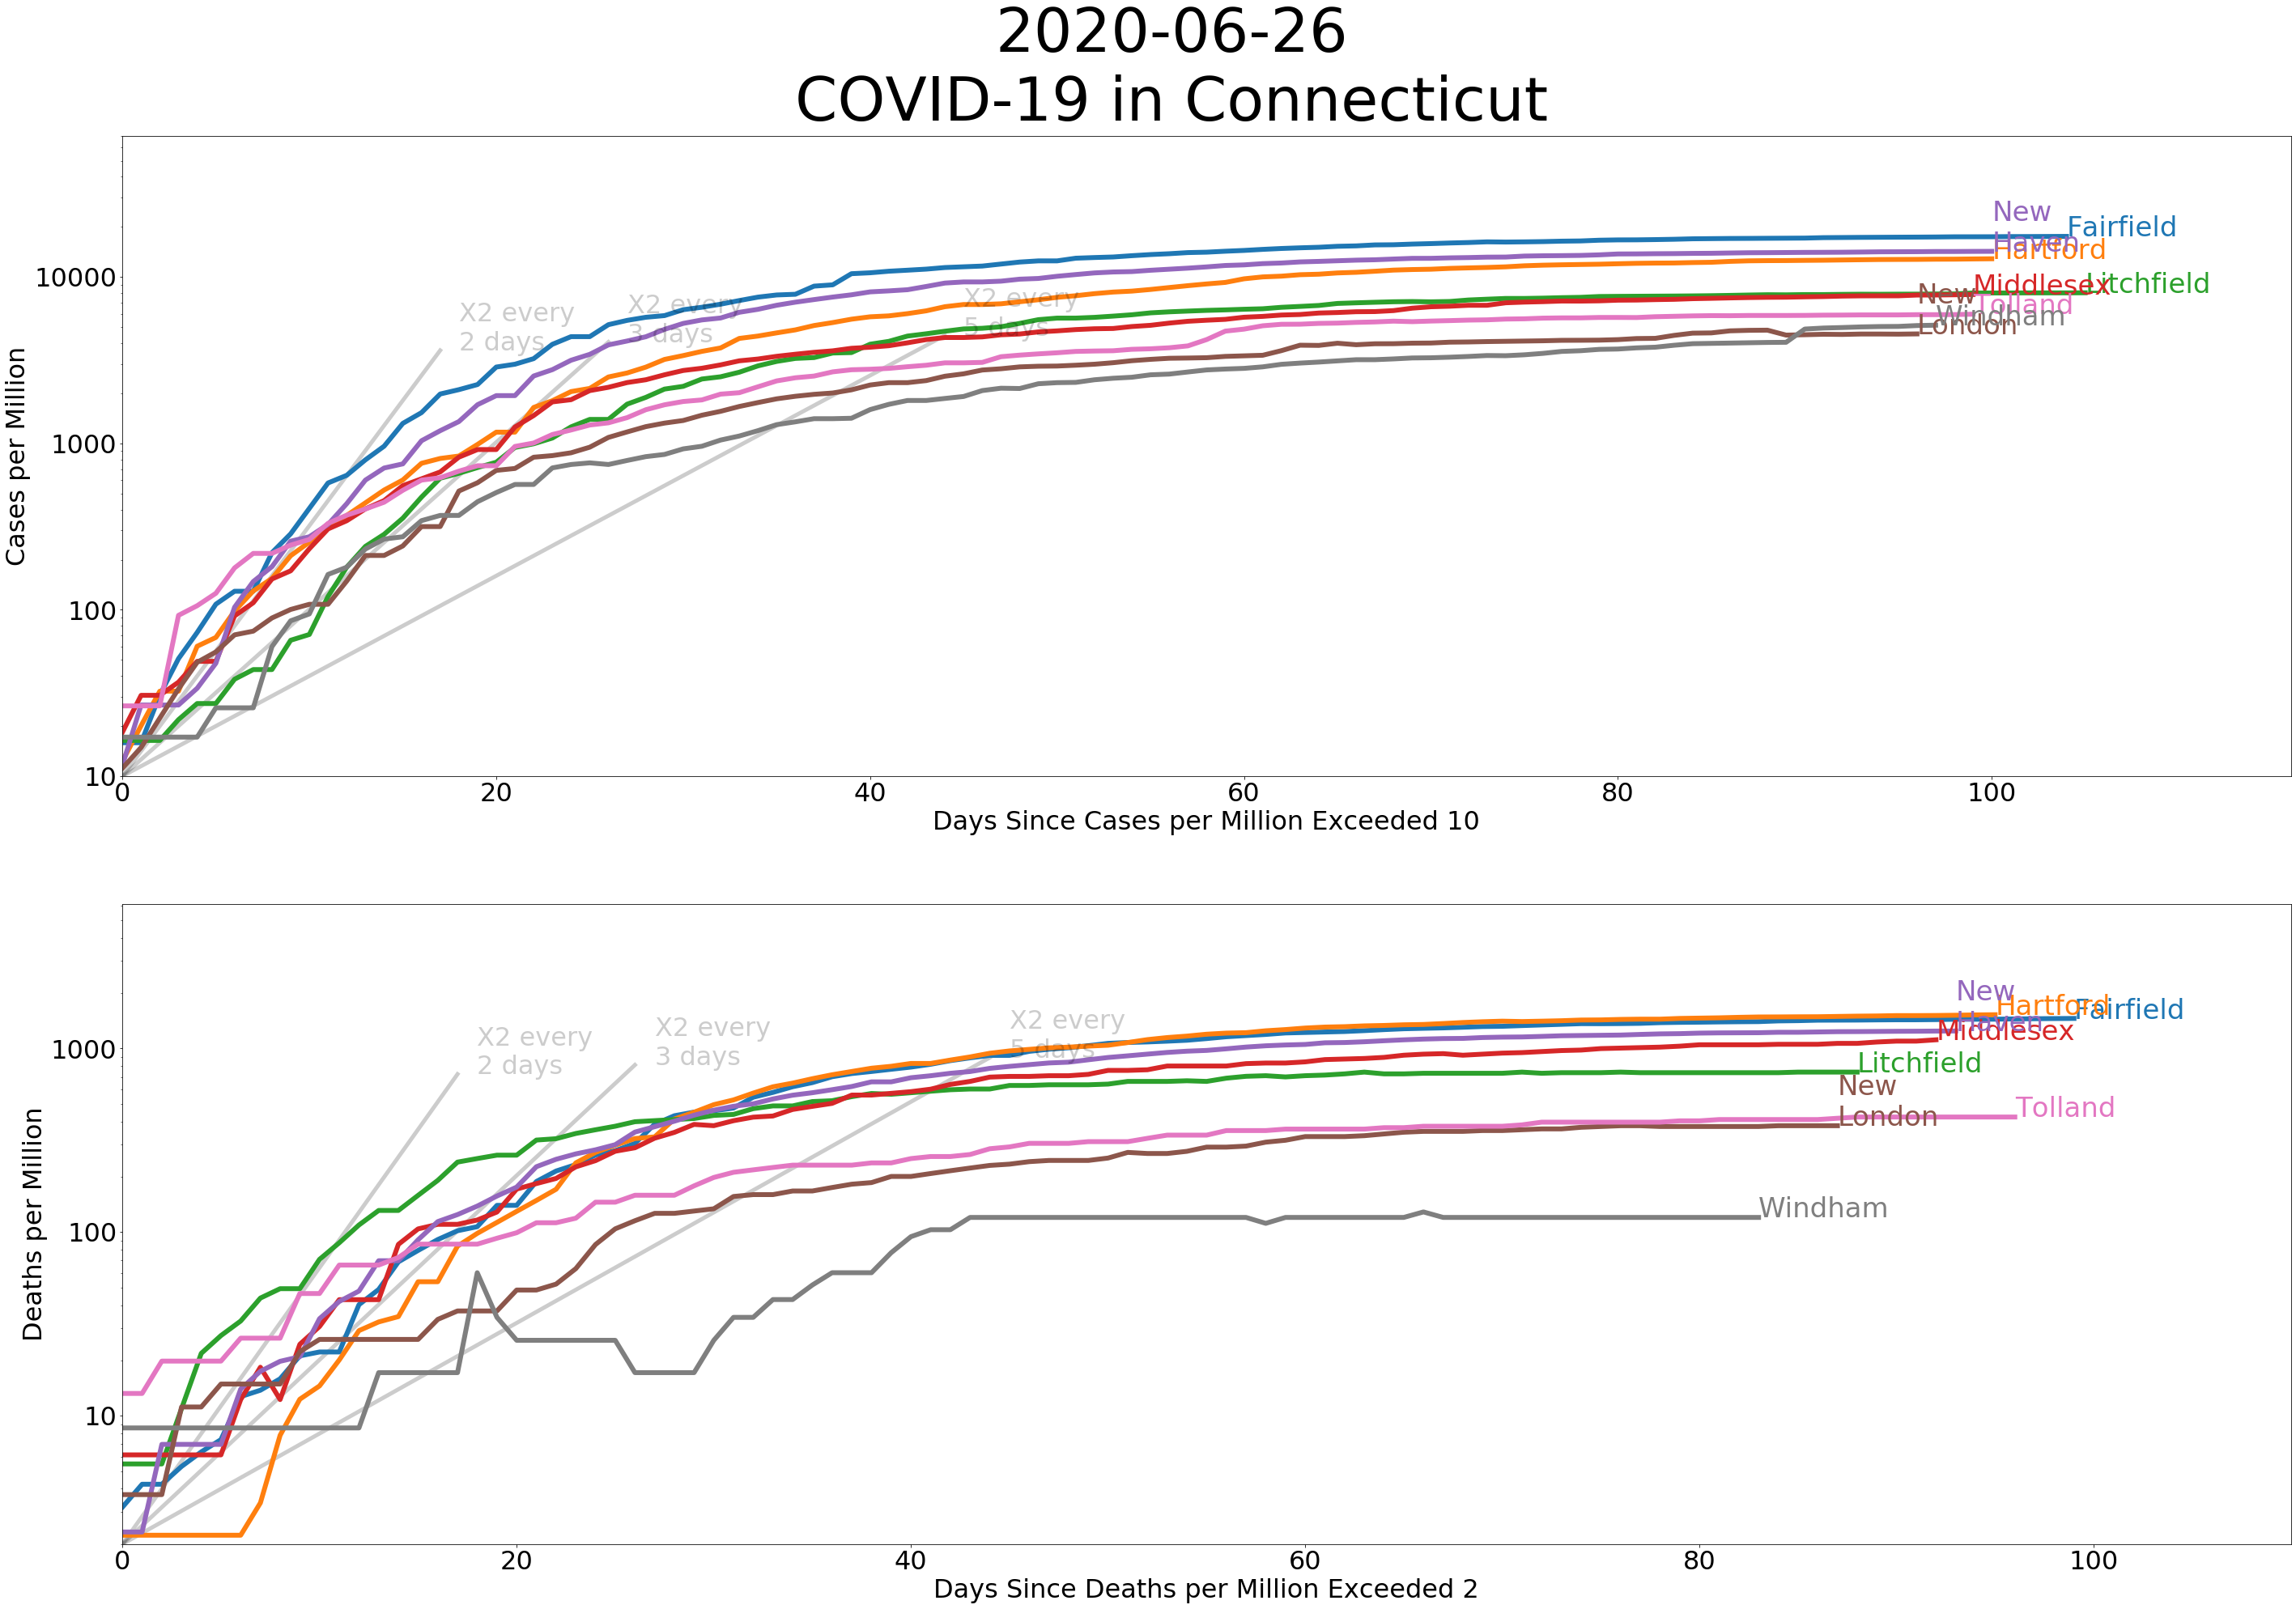 2020-06-26
COVID-19 in Connecticut
Cases per Million
10000
1000
100
10
X2 every
2 days
X2 every
3 days
X2 every
5 days
New
Haven
Fairfield
Hartford
Middlesex
Litchfield
New
London
Tolland
Windham
0 20 40 60 80 100
Days Since Cases per Million Exceeded 10
Deaths per Million
1000
100
10
X2 every
2 days
X2 every
3 days
X2 every
5 days
New
Haven
Hartford
Fairfield
Middlesex
Litchfield
New
London
Tolland
Windham
0 20 40 60 80 100
Days Since Deaths per Million Exceeded 2